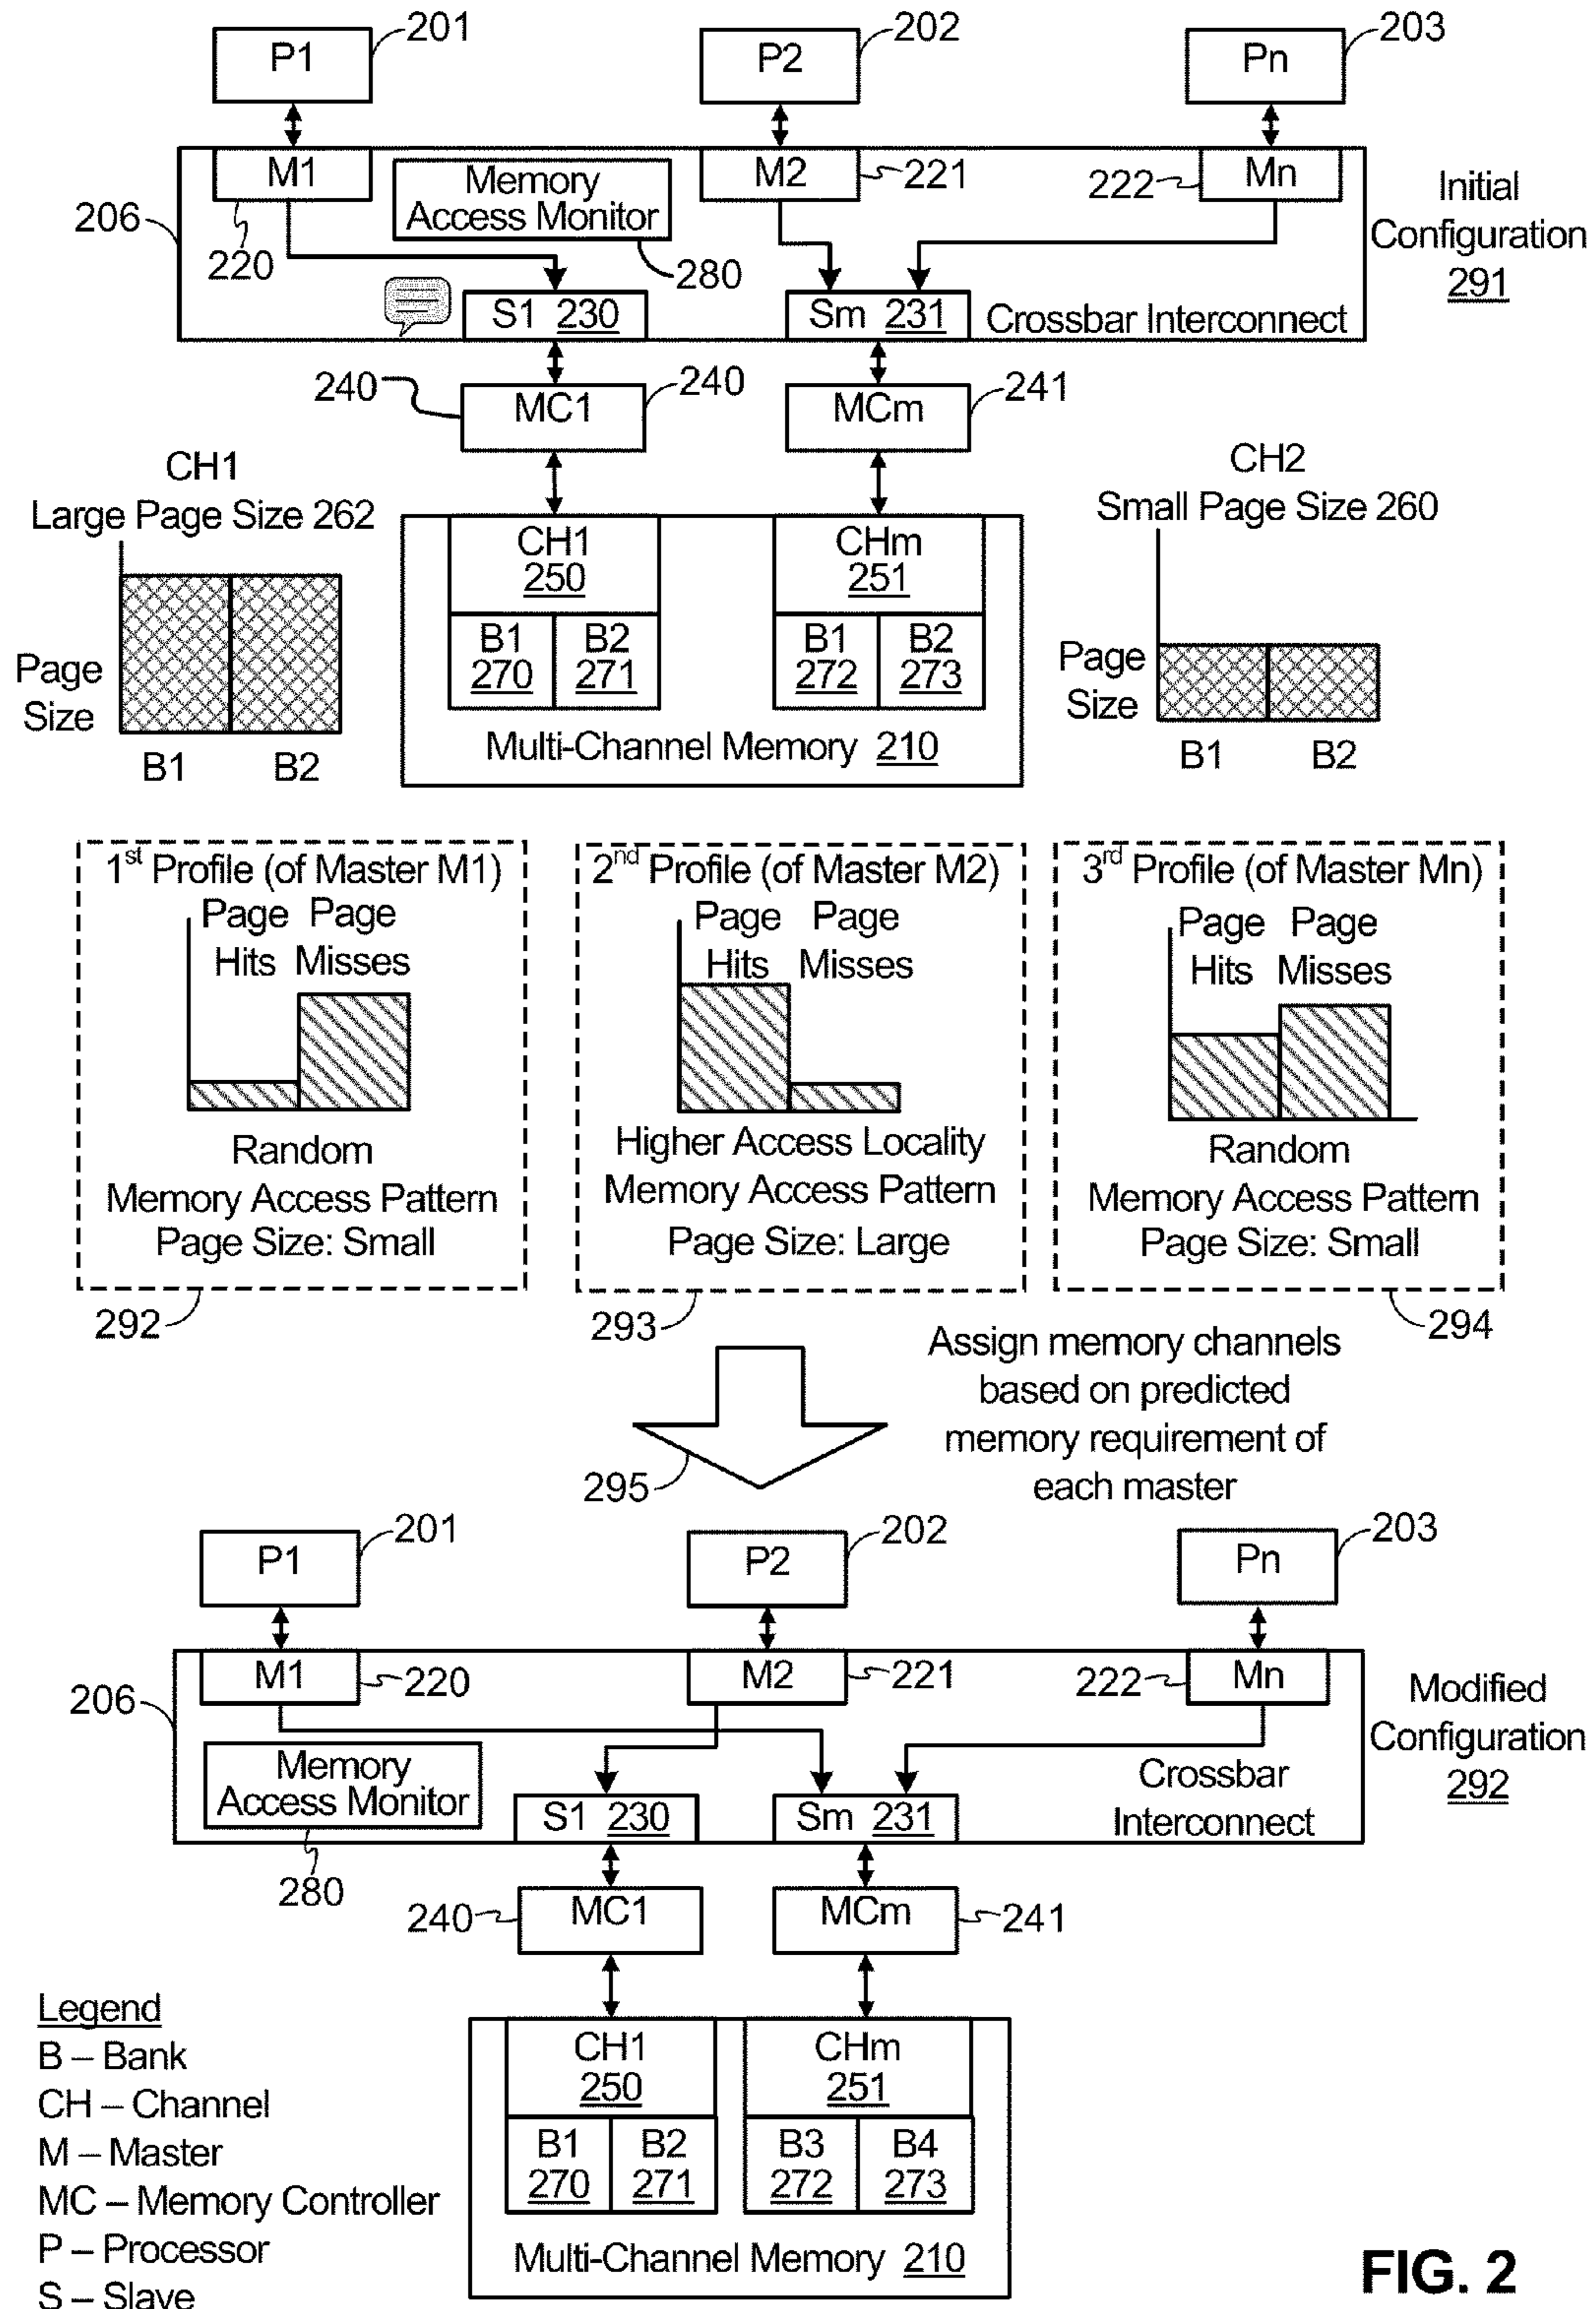 P1 201
P2 202
Pn 203
M1
Memory
Access Monitor
M2 221
222 Mn
206
220
280
Initial
Configuration
291
S1 230
Sm 231
Crossbar Interconnect
240
MC1
240
MCm
241
CH1
Large Page Size 262
Page
Size
B1 B2
CH1
250
B1
270
B2
271
CHm
251
B1
272
B2
273
Multi-Channel Memory 210
CH2
Small Page Size 260
Page
Size
B1 B2
1st Profile (of Master M1)
Page Page
Hits Misses
Random
Memory Access Pattern
Page Size: Small
292
2nd Profile (of Master M2)
Page Page
Hits Misses
Higher Access Locality
Memory Access Pattern
Page Size: Large
293
3rd Profile (of Master Mn)
Page Page
Hits Misses
Random
Memory Access Pattern
Page Size: Small
294
295
Assign memory channels
based on predicted
memory requirement of
each master
P1 201
P2 202
Pn 203
M1 220
M2 221
222 Mn
206
Memory
Access Monitor
280
Modified
Configuration
292
S1 230
Sm 231
Crossbar
Interconnect
240 MC1
MCm 241
CH1
250
B1
270
B2
271
CHm
251
B3
272
B4
273
Multi-Channel Memory 210
Legend
B – Bank
CH – Channel
M – Master
MC – Memory Controller
P – Processor
S – Slave
FIG. 2